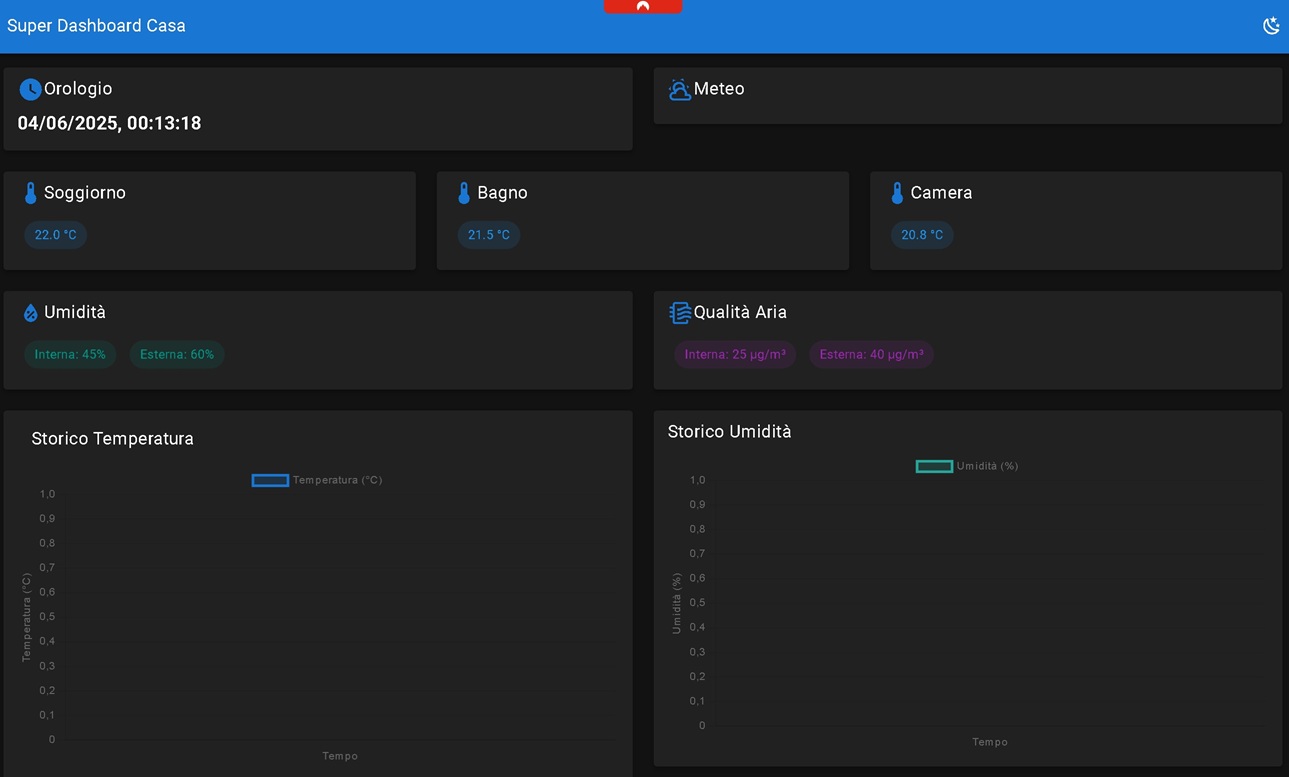 Super Dashboard Casa
Orologio
04/06/2025, 00:13:18
Meteo
Soggiorno
22.0 °C
Bagno
21.5 °C
Camera
20.8 °C
Umidità
Interna: 45% Esterna: 60%
Qualità Aria
Interna: 25 µg/m³ Esterna: 40 µg/m³
Storico Temperatura
Temperatura (°C)
1,0
0,9
0,8
0,7
0,6
0,5
0,4
0,3
0,2
0,1
0
Temperatura (°C)
Tempo
Storico Umidità
Umidità (%)
1,0
0,9
0,8
0,7
0,6
0,5
0,4
0,3
0,2
0,1
0
Umidità (%)
Tempo